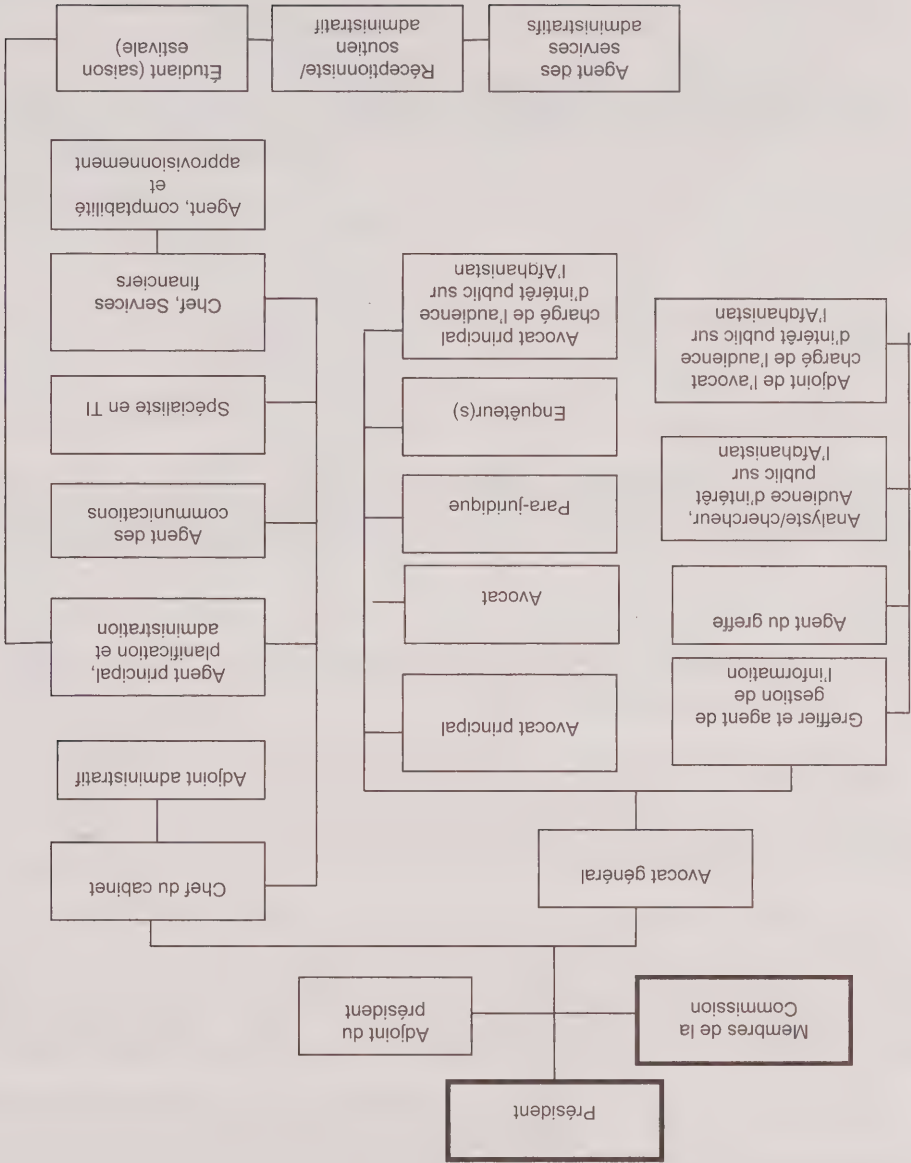 Président
Membres de la
Commission
Adjoint du
président
Avocat général
Chef du cabinet
Adjoint administratif
Greffier et agent de
gestion de
l'information
Agent du greffe
Analyste/chercheur,
Audience d'intérêt
public sur
l'Afghanistan
Adjoint de l'avocat
chargé de l'audience
d'intérêt public sur
l'Afghanistan
Avocat principal
Avocat
Para-juridique
Enquêteur(s)
Avocat principal
chargé de l'audience
d'intérêt public sur
l'Afghanistan
Agent principal,
planification et
administration
Agent des
communications
Spécialiste en TI
Chef, Services
financiers
Agent, comptabilité
et
approvisionnement
Agent des
services
administratifs
Réceptionniste/
soutien
administratif
Étudiant (saison
estivale)